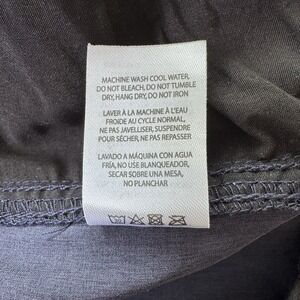 MACHINE WASH COOL WATER,
DO NOT BLEACH, DO NOT TUMBLE
DRY, HANG DRY, DO NOT IRON
LAVER À LA MACHINE À L'EAU
FROIDE AU CYCLE NORMAL,
NE PAS JAVELLISER, SUSPENDRE
POUR SÉCHER, NE PAS REPASSER
LAVADO A MÁQUINA CON AGUA
FRÍA, NO USE BLANQUEADOR,
SECAR SOBRE UNA MESA,
NO PLANCHAR